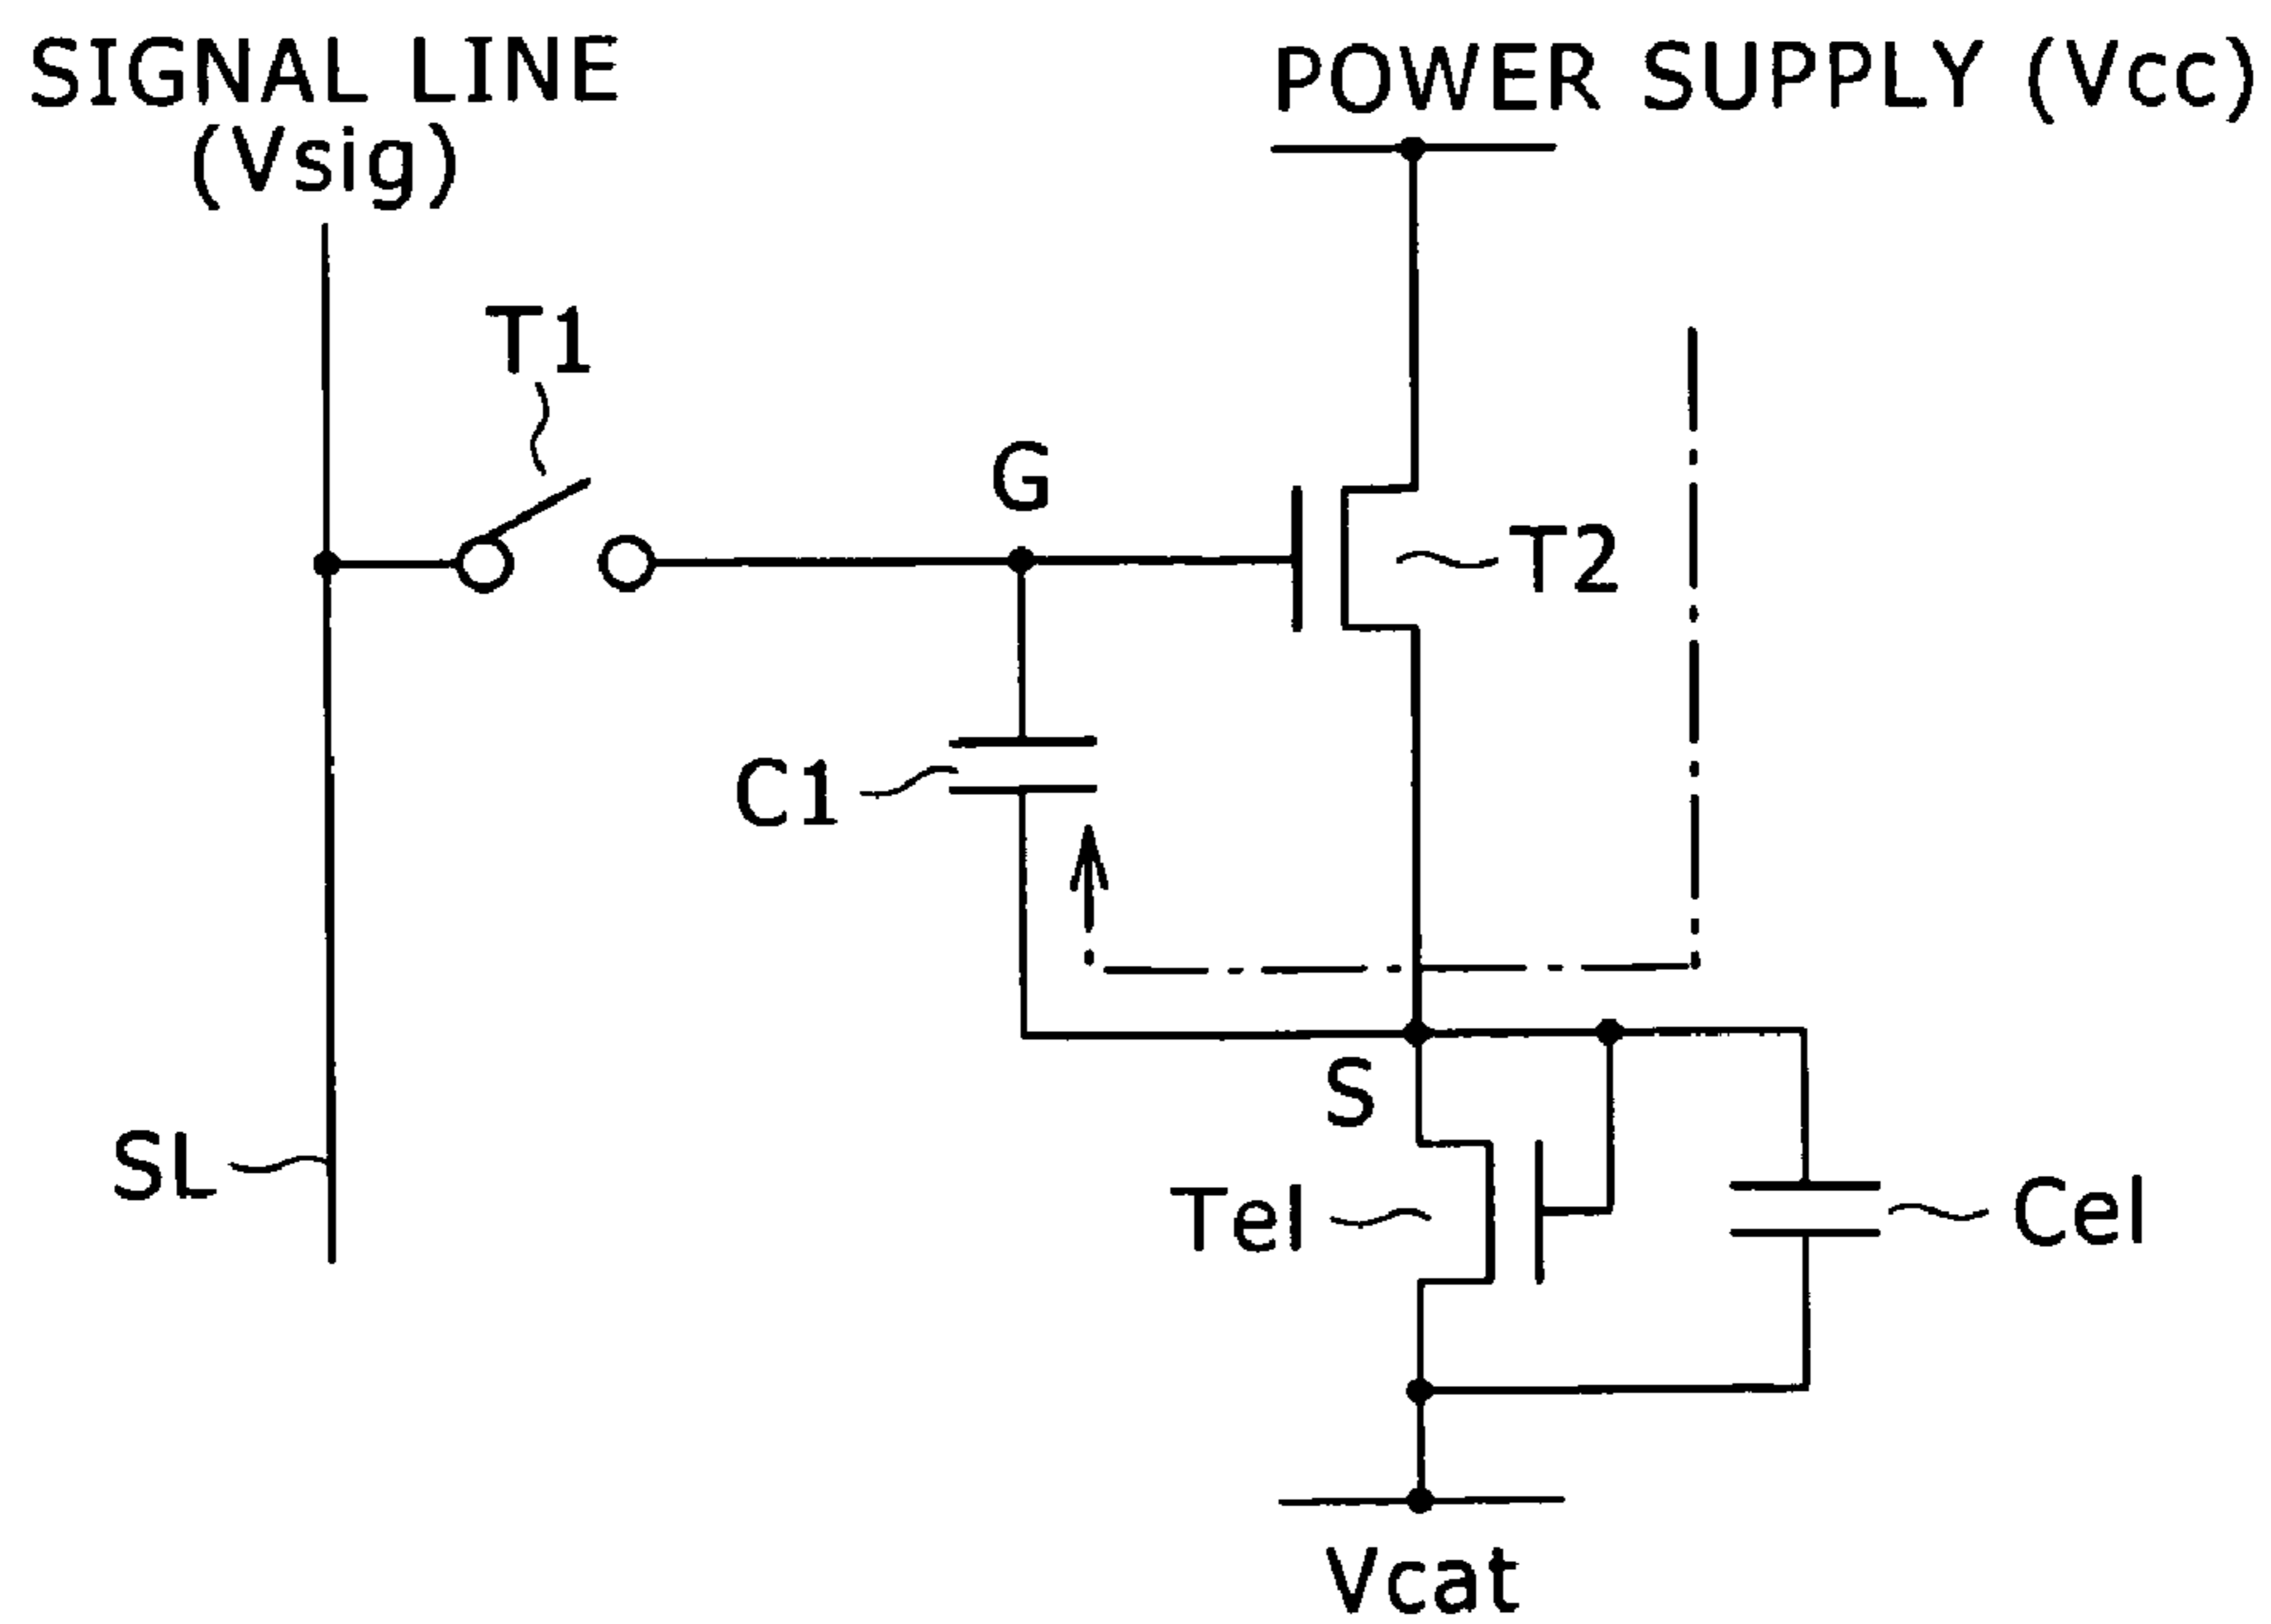 SIGNAL LINE
(Vsig)
POWER SUPPLY (Vcc)
T1
G
T2
C1
S
SL
Tel
Cel
Vcat